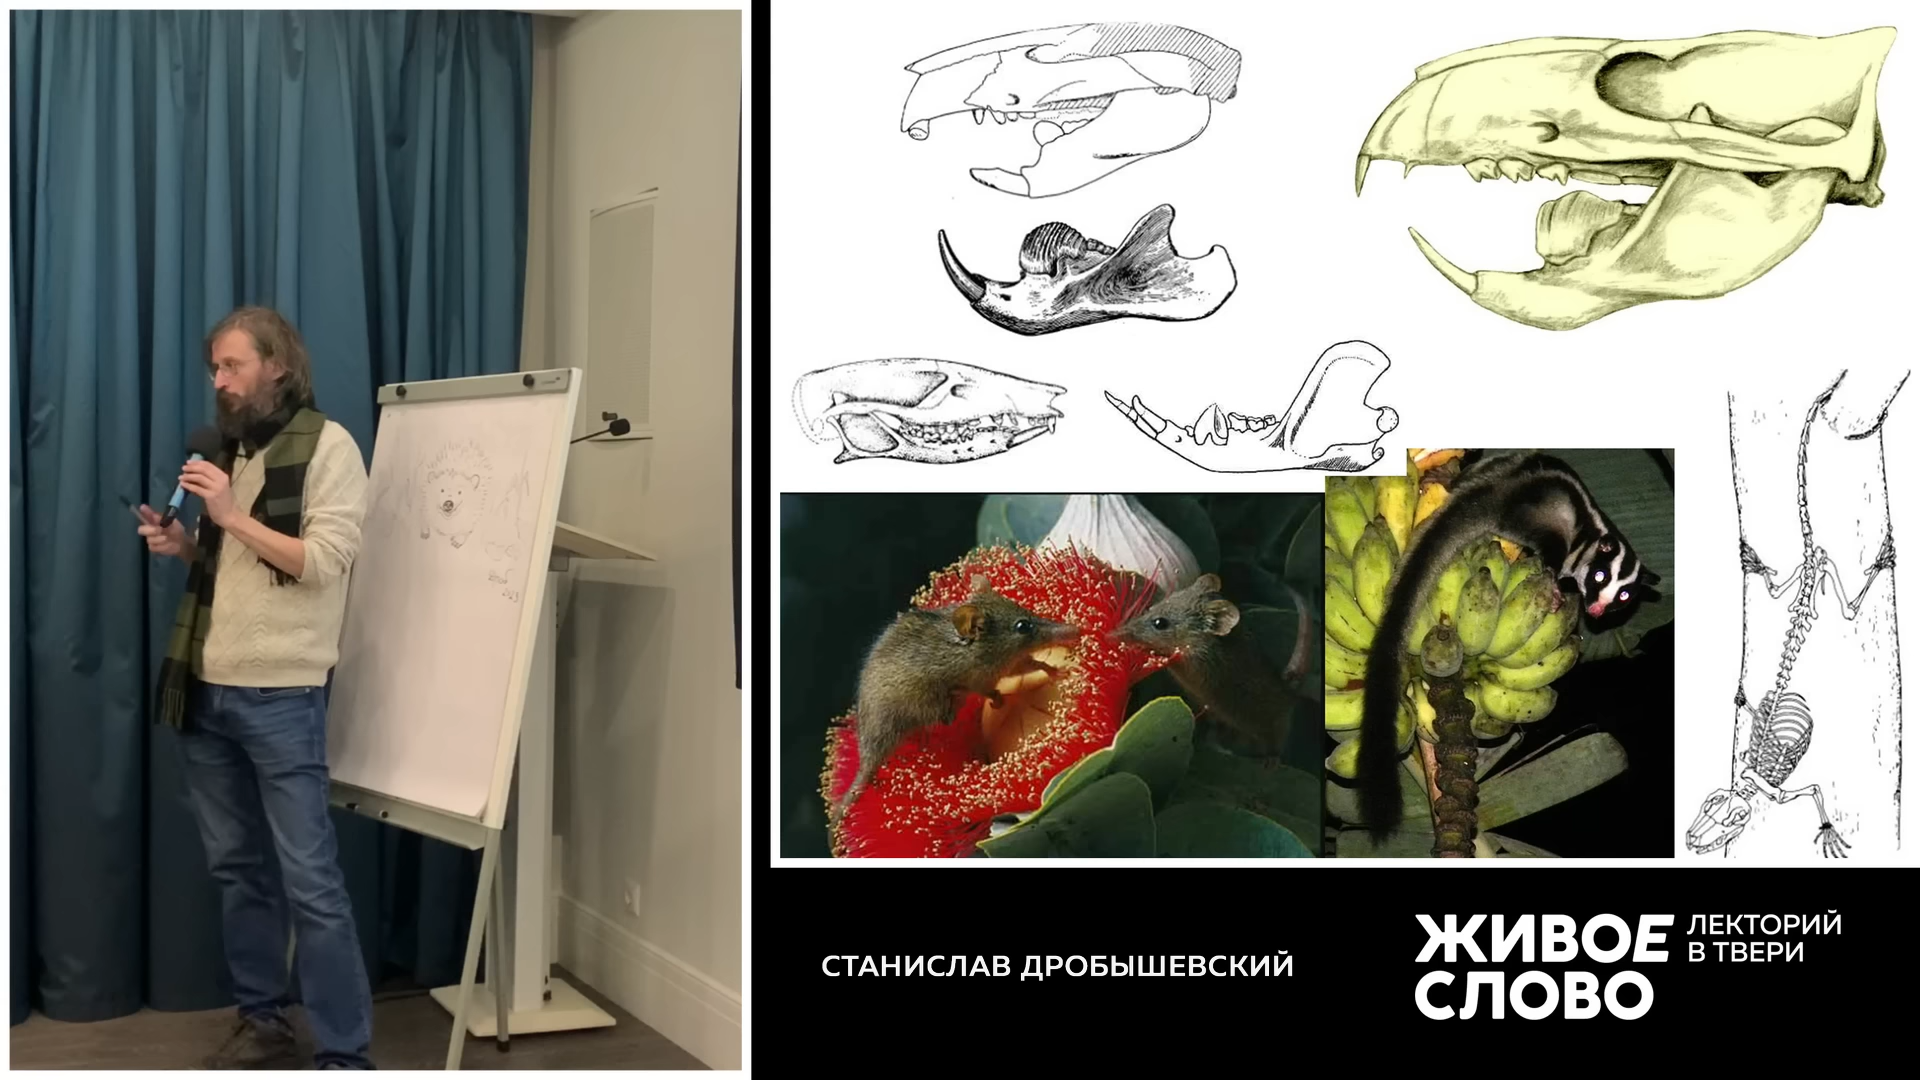 СТАНИСЛАВ ДРОБЫШЕВСКИЙ
ЖИВОЕ
СЛОВО
ЛЕКТОРИЙ
В ТВЕРИ